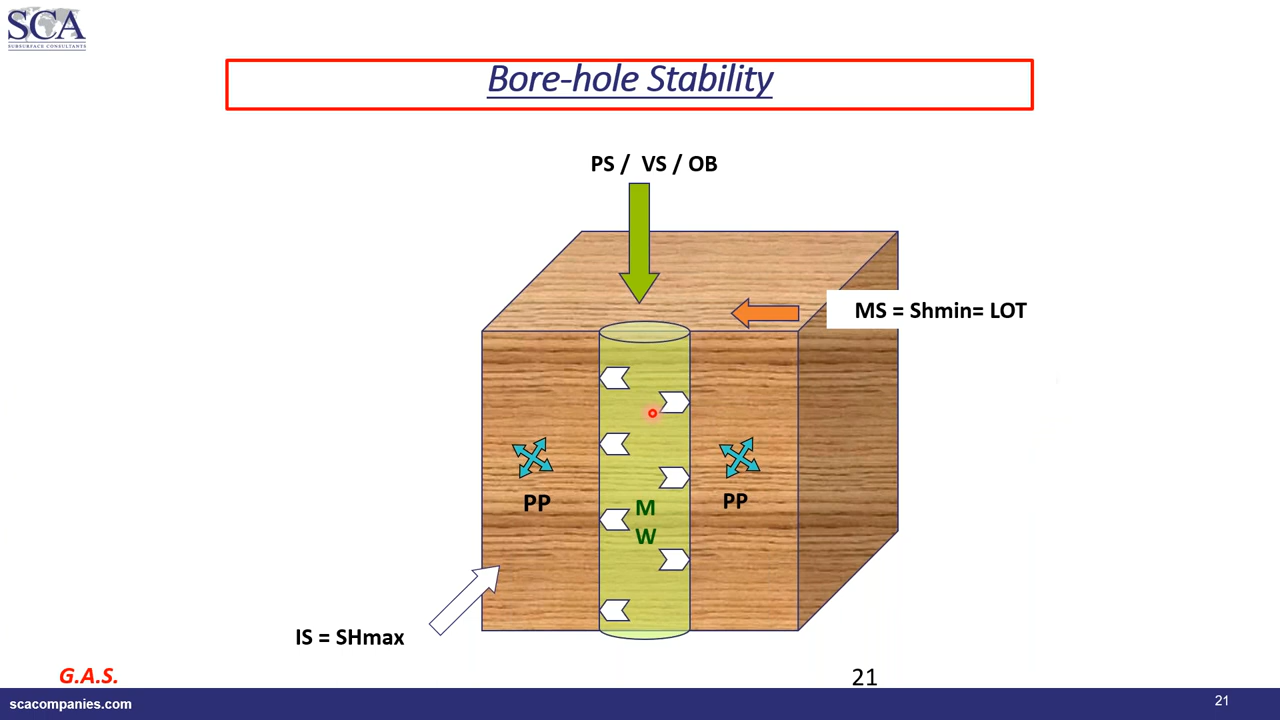 SCA
SUBSURFACE CONSULTANTS
Bore-hole Stability
PS / VS / OB
MS = Shmin= LOT
PP
PP
M
W
IS = SHmax
G.A.S.
21
scacompanies.com
21